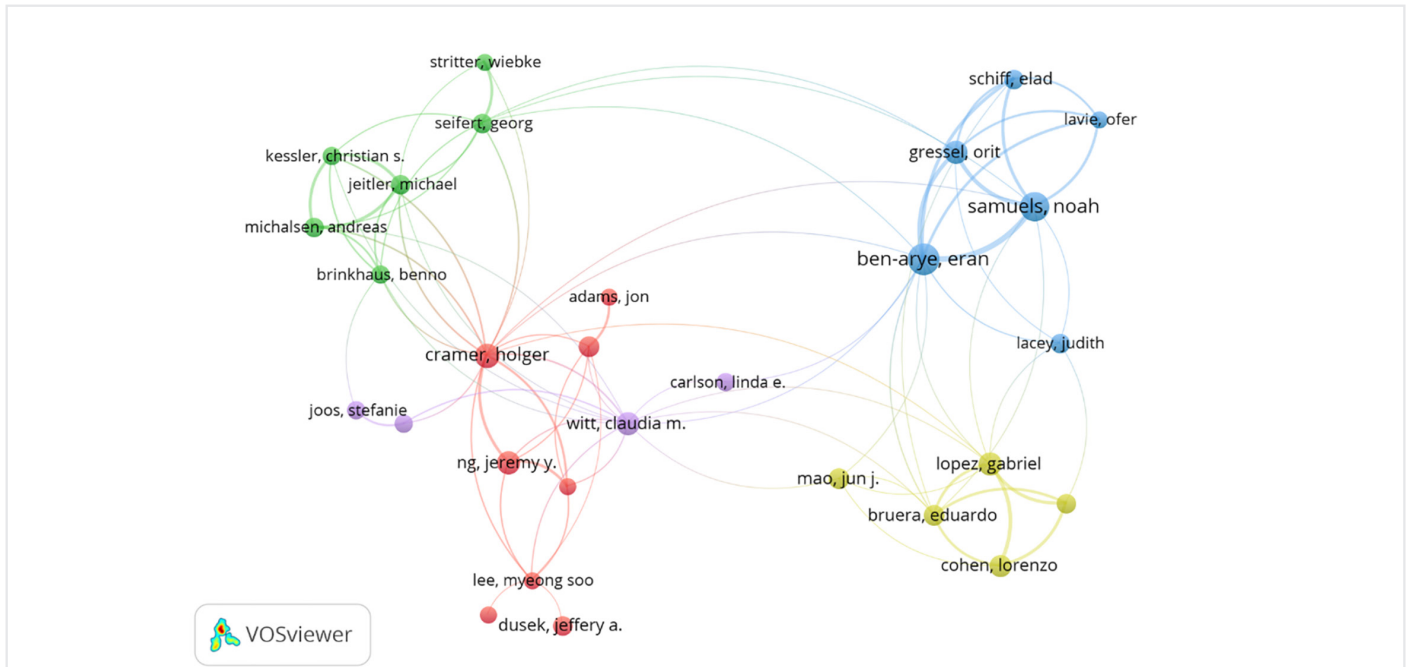 stritter, wiebke
schiff, elad
seifert, georg
lavie, ofer
kessler, christian s.
gressel, orit
jeitler, michael
samuels, noah
michalsen, andreas
ben-arye, eran
brinkhaus, benno
adams, jon
cramer, holger
lacey, judith
carlson, linda e.
joos, stefanie
witt, claudia m.
ng, jeremy y.
lopez, gabriel
mao, jun j.
bruera, eduardo
cohen, lorenzo
lee, myeong soo
dusek, jeffery a.
VOSviewer